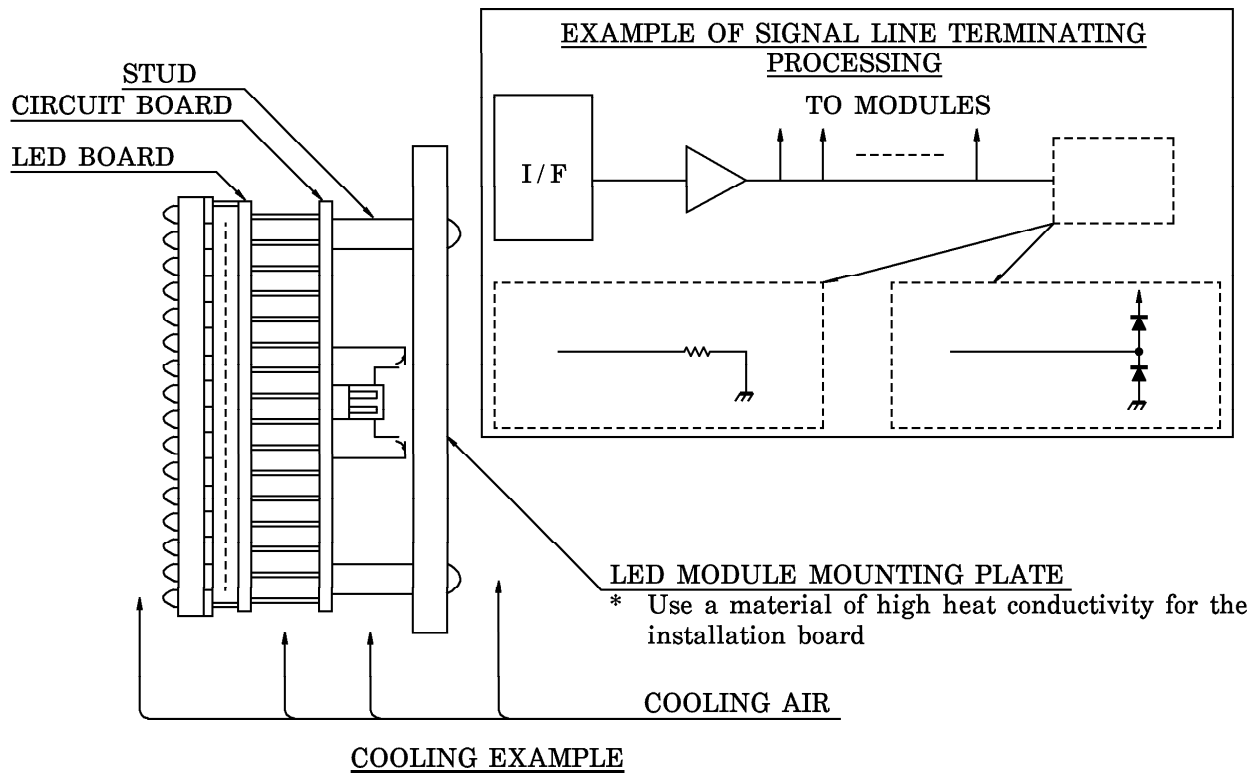 EXAMPLE OF SIGNAL LINE TERMINATING
PROCESSING
STUD
CIRCUIT BOARD
LED BOARD
TO MODULES
I/F
LED MODULE MOUNTING PLATE
* Use a material of high heat conductivity for the
installation board
COOLING AIR
COOLING EXAMPLE